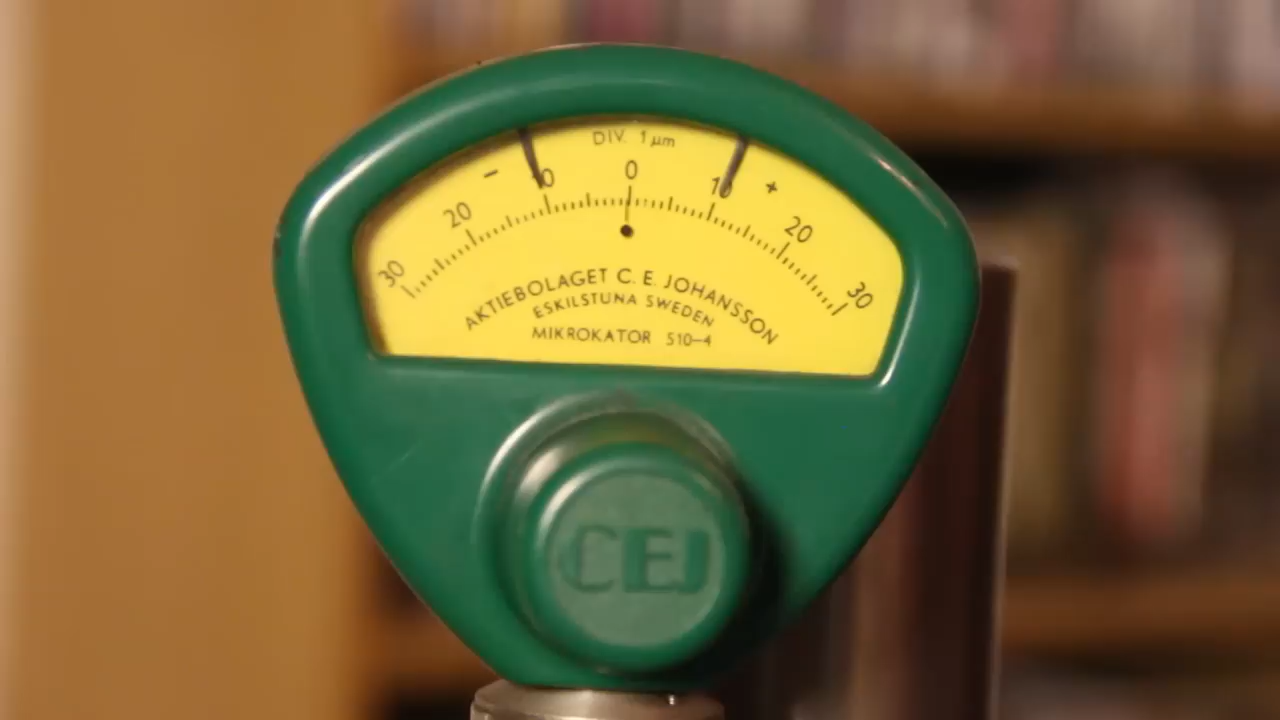 DIV. 1 µm
− 10 0 10 +
20 20
30 30
AKTIEBOLAGET C. E. JOHANSSON
ESKILSTUNA SWEDEN
MIKROKATOR 510-4
CEJ